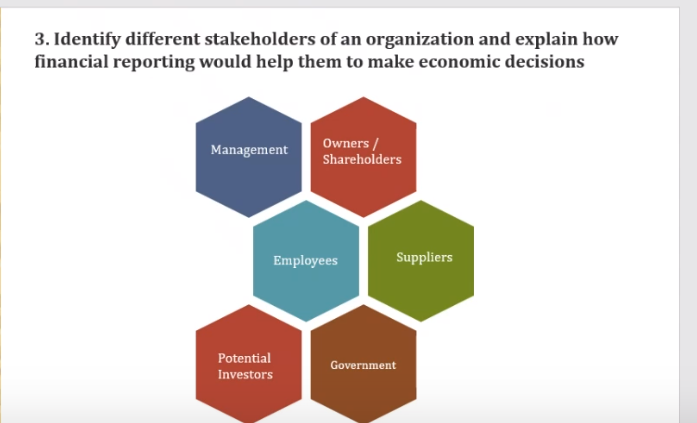 3. Identify different stakeholders of an organization and explain how
financial reporting would help them to make economic decisions
Management
Owners /
Shareholders
Employees
Suppliers
Potential
Investors
Government